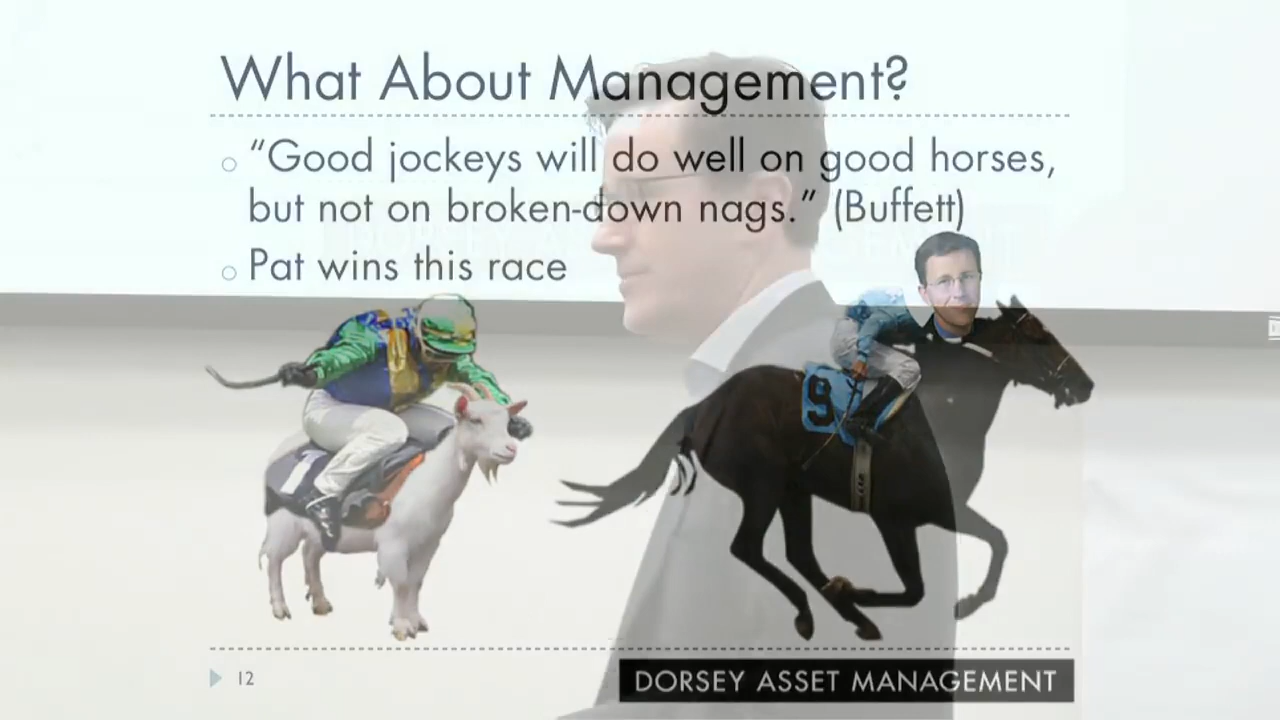 What About Management?
“Good jockeys will do well on good horses,
but not on broken-down nags.” (Buffett)
Pat wins this race
9
12
DORSEY ASSET MANAGEMENT